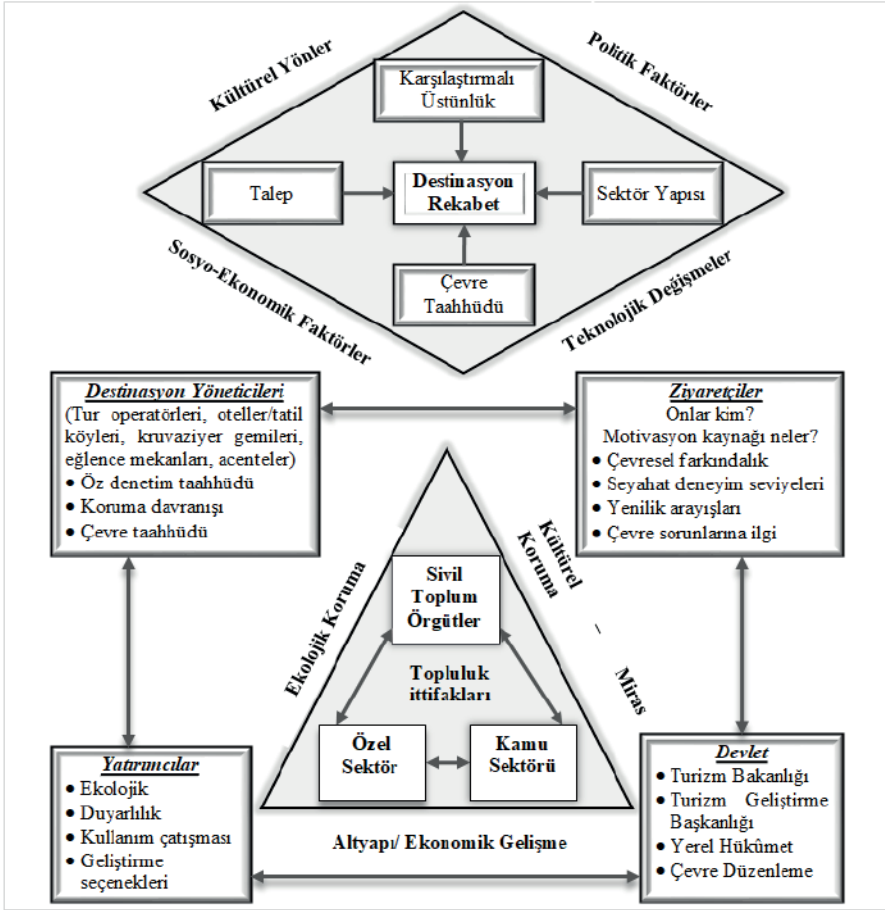 Kültürel Yönler
Politik Faktörler
Karşılaştırmalı
Üstünlük
Talep
Destinasyon
Rekabet
Sektör Yapısı
Çevre
Taahhüdü
Sosyo-Ekonomik Faktörler
Teknolojik Değişmeler
Destinasyon Yöneticileri
(Tur operatörleri, oteller/tatil
köyleri, kruvaziyer gemileri,
eğlence mekanları, acenteler)
• Öz denetim taahhüdü
• Koruma davranışı
• Çevre taahhüdü
Ziyaretçiler
Onlar kim?
Motivasyon kaynağı neler?
• Çevresel farkındalık
• Seyahat deneyim seviyeleri
• Yenilik arayışları
• Çevre sorunlarına ilgi
Ekolojik Koruma
Kültürel
Koruma
–
Miras
Sivil
Toplum
Örgütler
Topluluk
ittifakları
Özel
Sektör
Kamu
Sektörü
Altyapı/ Ekonomik Gelişme
Yatırımcılar
• Ekolojik
• Duyarlılık
• Kullanım çatışması
• Geliştirme
seçenekleri
Devlet
• Turizm Bakanlığı
• Turizm Geliştirme
Başkanlığı
• Yerel Hükûmet
• Çevre Düzenleme